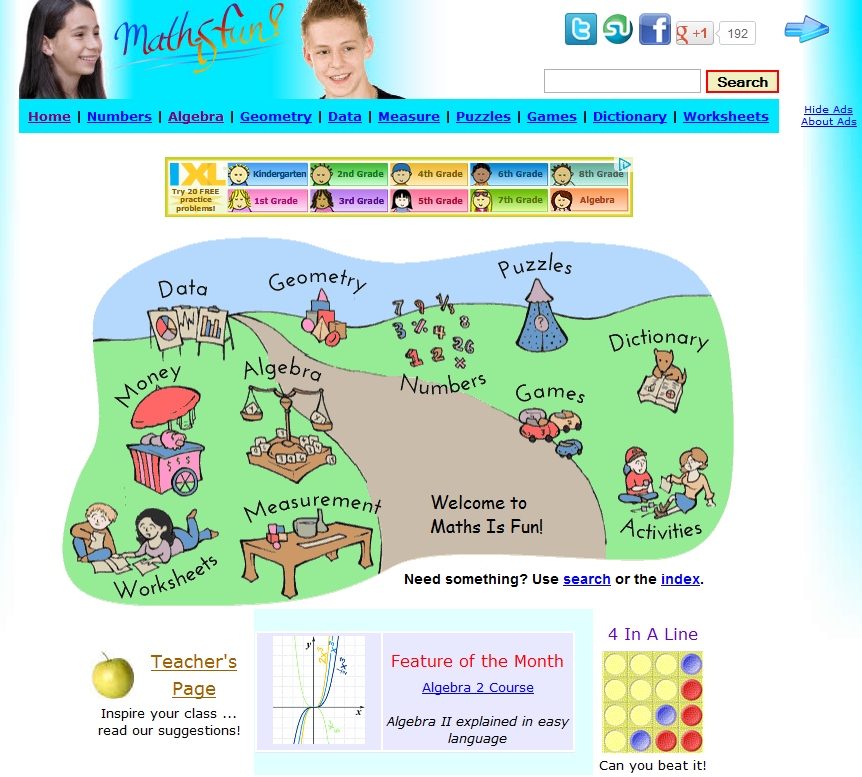 Maths is fun!
+1
192
Search
Hide Ads
About Ads
Home | Numbers | Algebra | Geometry | Data | Measure | Puzzles | Games | Dictionary | Worksheets
IXL
Try 20 FREE
practice
problems!
Kindergarten
2nd Grade
4th Grade
6th Grade
8th Grade
1st Grade
3rd Grade
5th Grade
7th Grade
Algebra
Data
Geometry
Puzzles
Dictionary
Money
Algebra
Numbers
Games
Measurement
Welcome to
Maths Is Fun!
Activities
Worksheets
Need something? Use search or the index.
Teacher's
Page
Inspire your class ...
read our suggestions!
y
x
Feature of the Month
Algebra 2 Course
Algebra II explained in easy
language
4 In A Line
Can you beat it!